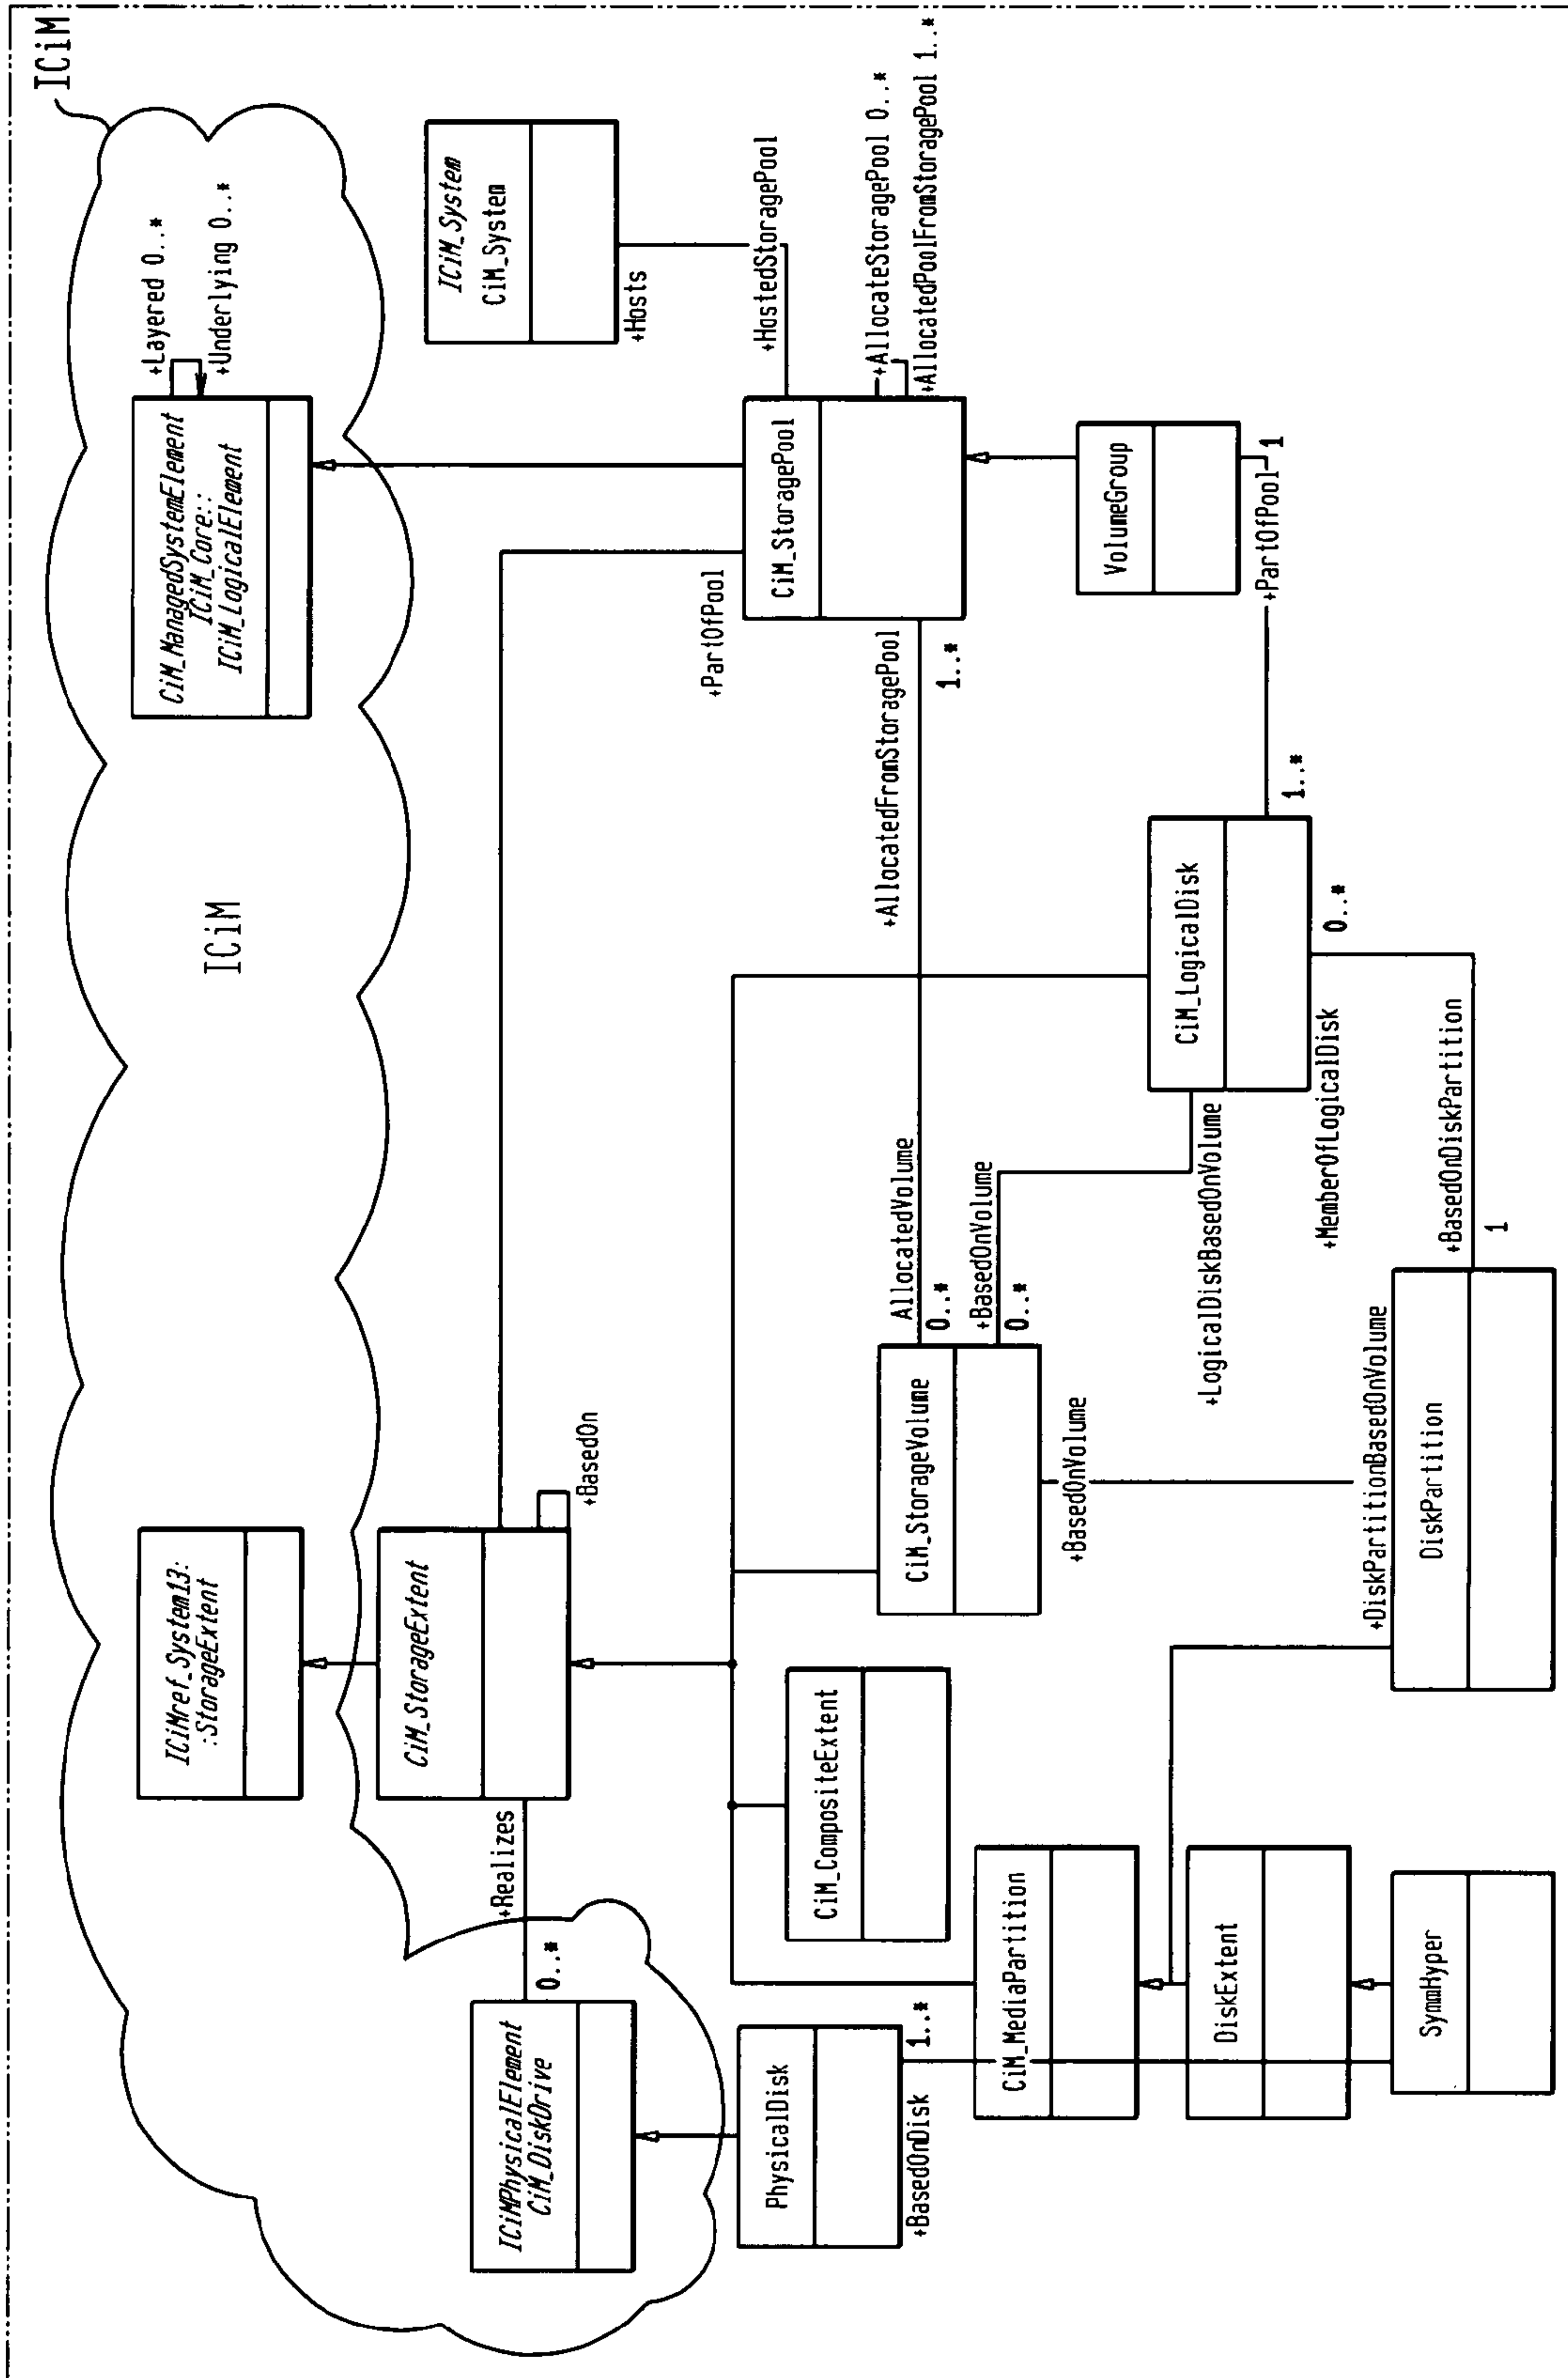 ICiM
ICiM
+Layered 0..*
+Underlying 0..*
CiM_ManagedSystemElement
ICiM_Core::
ICiM_LogicalElement
ICiMref_System13:
:StorageExtent
ICiM_System
CiM_System
+Hosts
+HostedStoragePool
CiM_StorageExtent
+BasedOn
+Realizes
0..*
ICiMPhysicalElement
CiM_DiskDrive
+PartOfPool
CiM_StoragePool
+AllocateStoragePool 0..*
+AllocatedPoolFromStoragePool 1..*
+AllocatedFromStoragePool
1..*
AllocatedVolume
0..*
+BasedOnVolume
0..*
CiM_StorageVolume
+BasedOnVolume
CiM_CompositeExtent
PhysicalDisk
+BasedOnDisk
1..*
CiM_MediaPartition
VolumeGroup
+PartOfPool
1
1..*
CiM_LogicalDisk
0..*
+LogicalDiskBasedOnVolume
+MemberOfLogicalDisk
DiskExtent
+DiskPartitionBasedOnVolume
+BasedOnDiskPartition
1
DiskPartition
SymmHyper